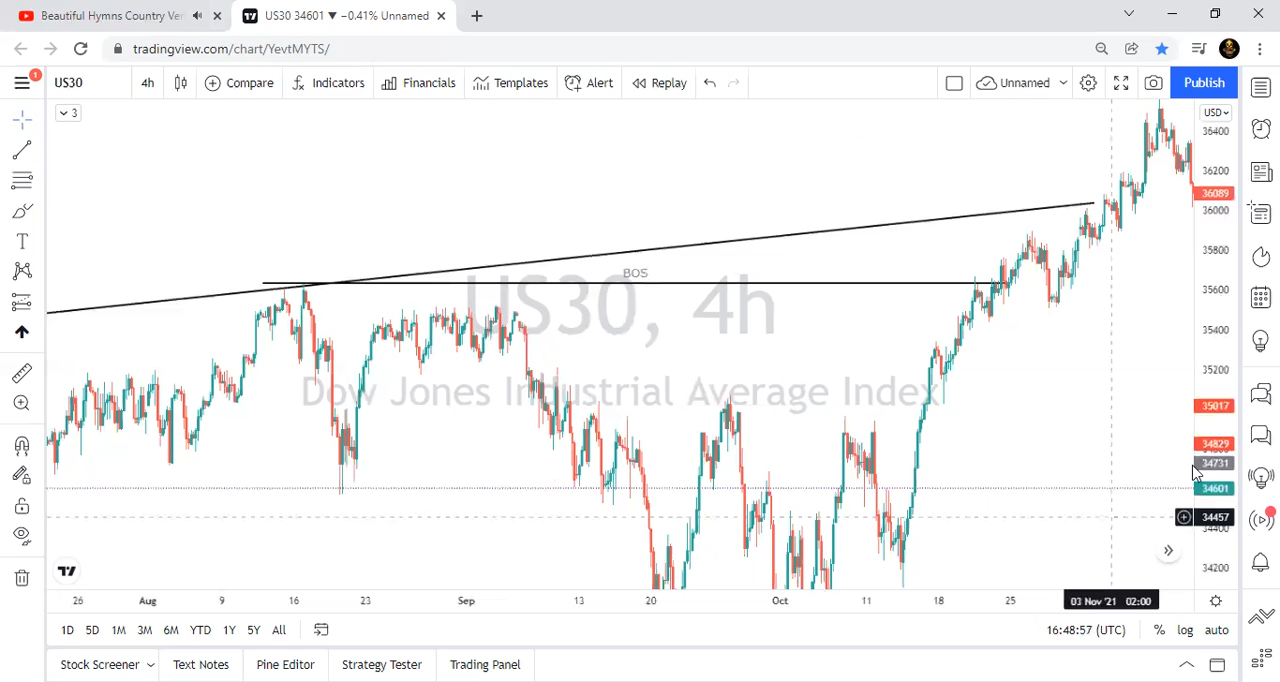 Beautiful Hymns Country Ver
US30 34601 ▼ −0.41% Unnamed
tradingview.com/chart/YevtMYTS/
1
US30
4h
Compare
Indicators
Financials
Templates
Alert
Replay
Unnamed
Publish
3
USD
36400
36200
36089
36000
35800
BOS
35600
US30, 4h
35400
35200
Dow Jones Industrial Average Index
35017
34829
34731
34601
34457
34400
34200
26 Aug 9 16 23 Sep 13 20 Oct 11 18 25 03 Nov '21 02:00
1D 5D 1M 3M 6M YTD 1Y 5Y All 16:48:57 (UTC) % log auto
Stock Screener Text Notes Pine Editor Strategy Tester Trading Panel